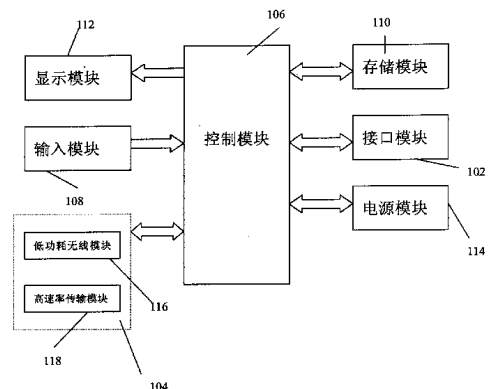 112
106
110
显示模块
存储模块
输入模块
控制模块
接口模块
108
102
电源模块
低功耗无线模块
116
114
高速率传输模块
118
104